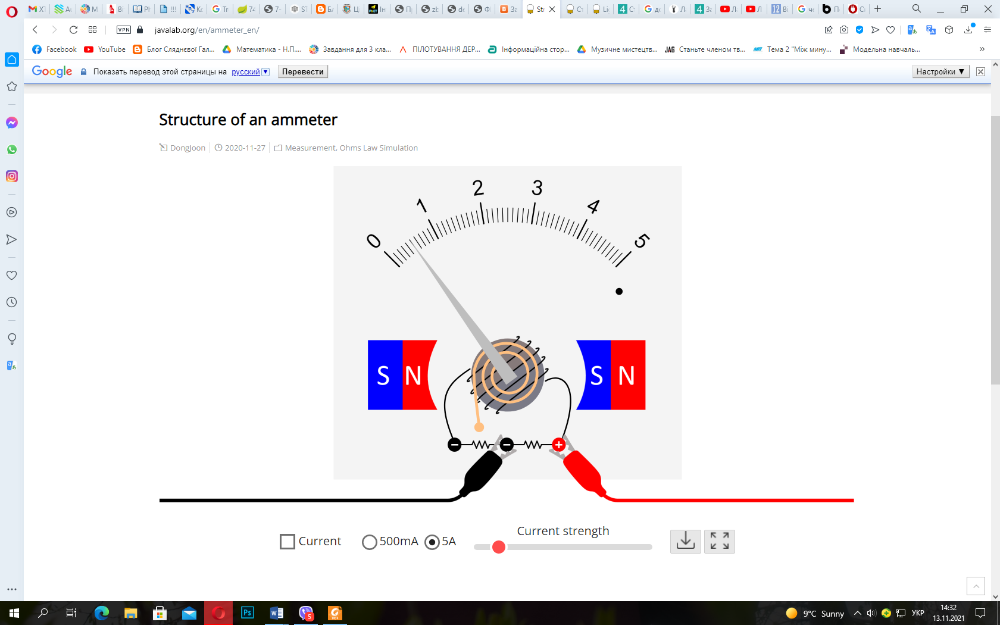 javalab.org/en/ammeter_en/
VPN
Facebook YouTube Блог Сляднєвої Гал... Математика - Н.П.... Завдання для 3 кла... ПІЛОТУВАННЯ ДЕР... Інформаційна стор... Музичне мистецтв... JAG Станьте членом тв... Тема 2 "Між мину... Модельна навчаль...
Google Показать перевод этой страницы на русский Перевести Настройки ▼
Structure of an ammeter
DongJoon 2020-11-27 Measurement, Ohms Law Simulation
0 1 2 3 4 5
S N S N
− − +
Current strength
Current 500mA 5A
9°C Sunny УКР 14:32
13.11.2021